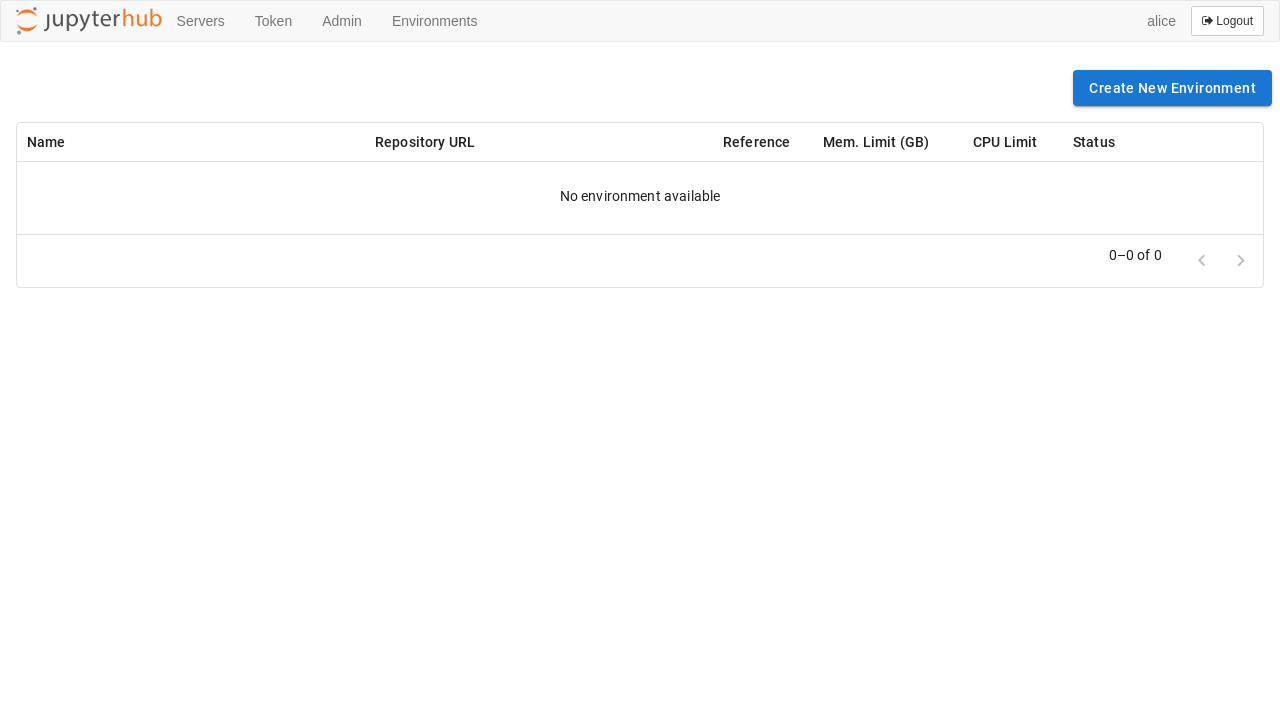 jupyterhub Servers Token Admin Environments alice Logout
Create New Environment
Name Repository URL Reference Mem. Limit (GB) CPU Limit Status
No environment available
0–0 of 0